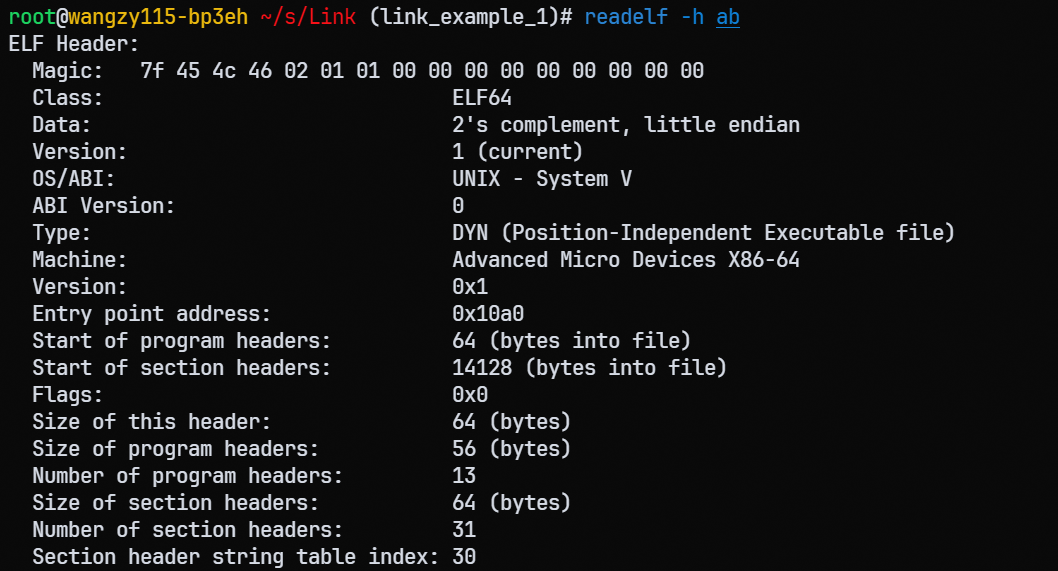 root@wangzy115-bp3eh ~/s/Link (link_example_1)# readelf -h ab
ELF Header:
  Magic:   7f 45 4c 46 02 01 01 00 00 00 00 00 00 00 00 00
  Class:                             ELF64
  Data:                              2's complement, little endian
  Version:                           1 (current)
  OS/ABI:                            UNIX - System V
  ABI Version:                       0
  Type:                              DYN (Position-Independent Executable file)
  Machine:                           Advanced Micro Devices X86-64
  Version:                           0x1
  Entry point address:               0x10a0
  Start of program headers:          64 (bytes into file)
  Start of section headers:          14128 (bytes into file)
  Flags:                             0x0
  Size of this header:               64 (bytes)
  Size of program headers:           56 (bytes)
  Number of program headers:         13
  Size of section headers:           64 (bytes)
  Number of section headers:         31
  Section header string table index: 30